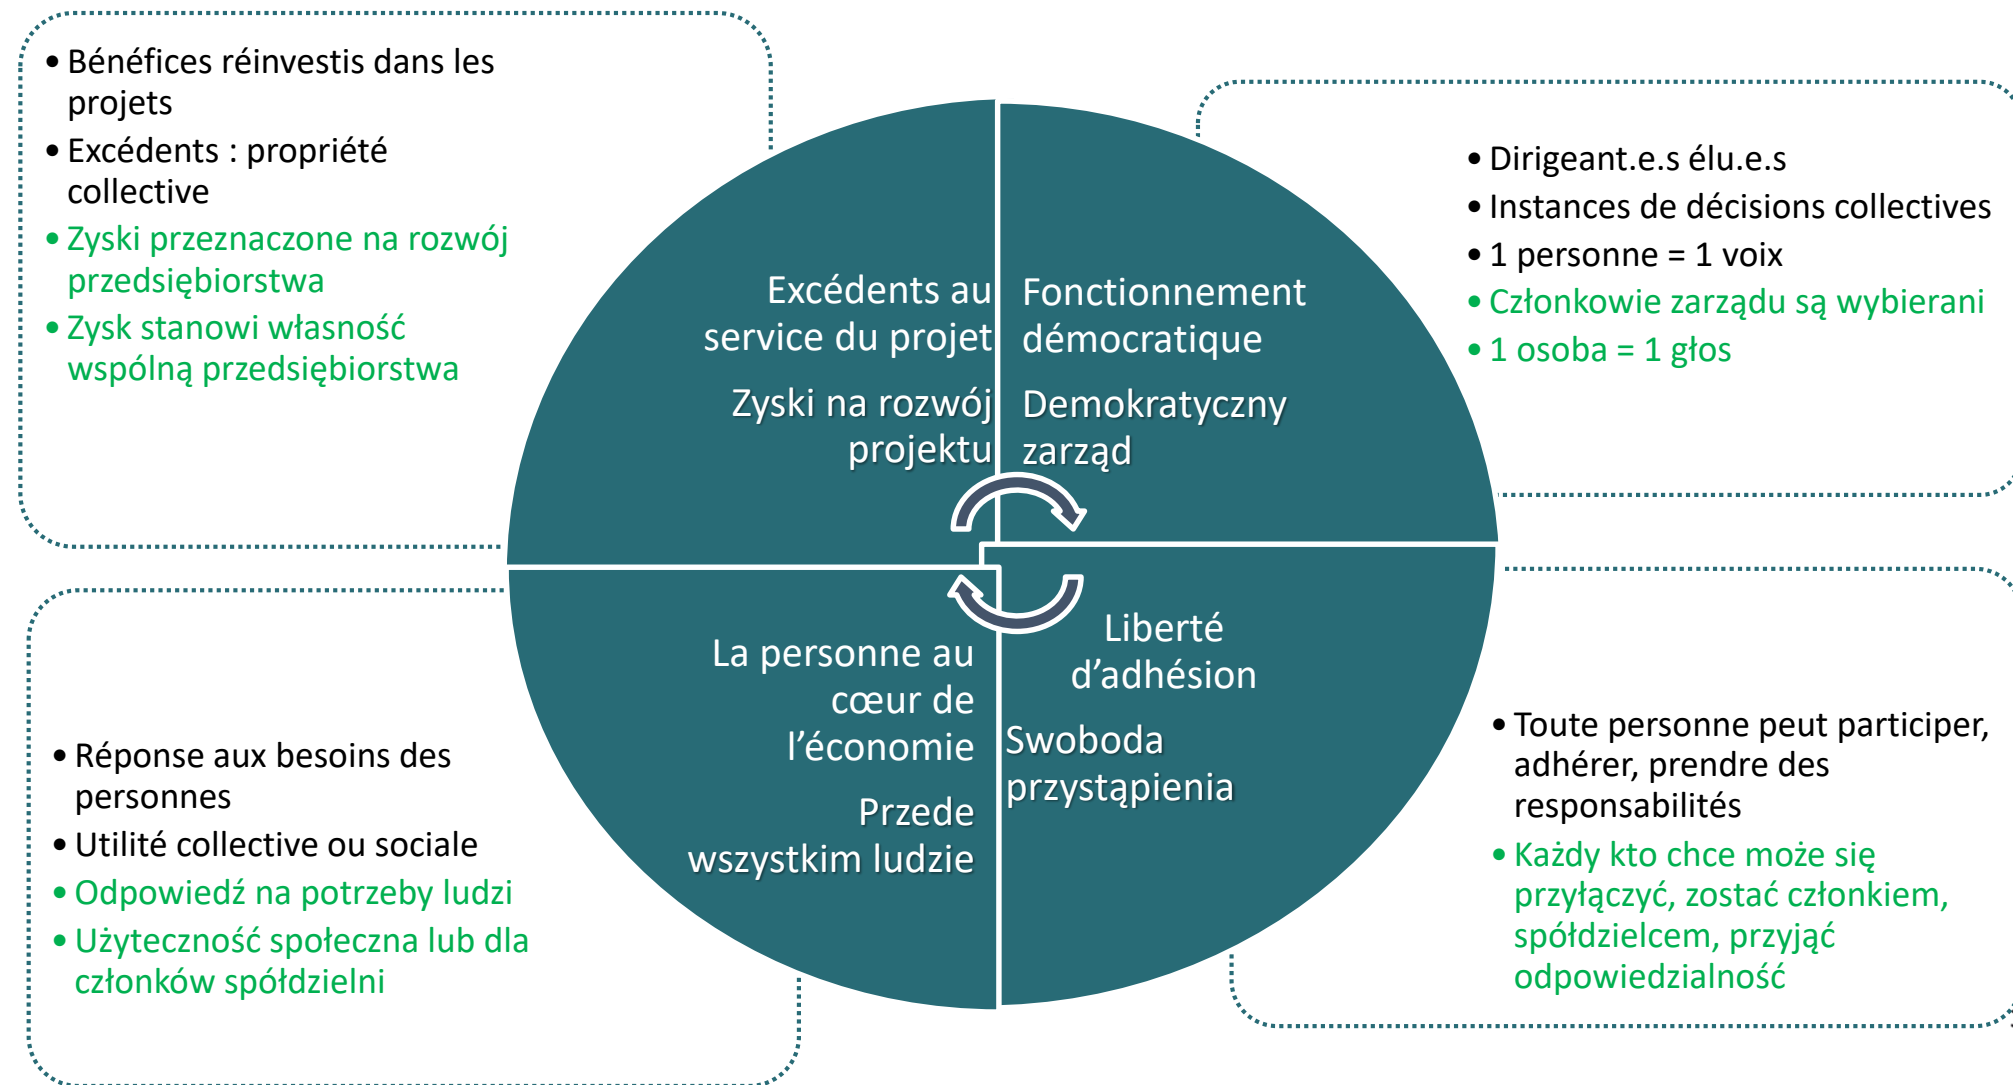 • Bénéfices réinvestis dans les
projets
• Excédents : propriété
collective
• Zyski przeznaczone na rozwój
przedsiębiorstwa
• Zysk stanowi własność
wspólną przedsiębiorstwa
Excédents au
service du projet
Zyski na rozwój
projektu
Fonctionnement
démocratique
Demokratyczny
zarząd
• Dirigeant.e.s élu.e.s
• Instances de décisions collectives
• 1 personne = 1 voix
• Członkowie zarządu są wybierani
• 1 osoba = 1 głos
• Réponse aux besoins des
personnes
• Utilité collective ou sociale
• Odpowiedź na potrzeby ludzi
• Użyteczność społeczna lub dla
członków spółdzielni
La personne au
cœur de
l’économie
Przede
wszystkim ludzie
Liberté
d’adhésion
Swoboda
przystąpienia
• Toute personne peut participer,
adhérer, prendre des
responsabilités
• Każdy kto chce może się
przyłączyć, zostać członkiem,
spółdzielcem, przyjąć
odpowiedzialność